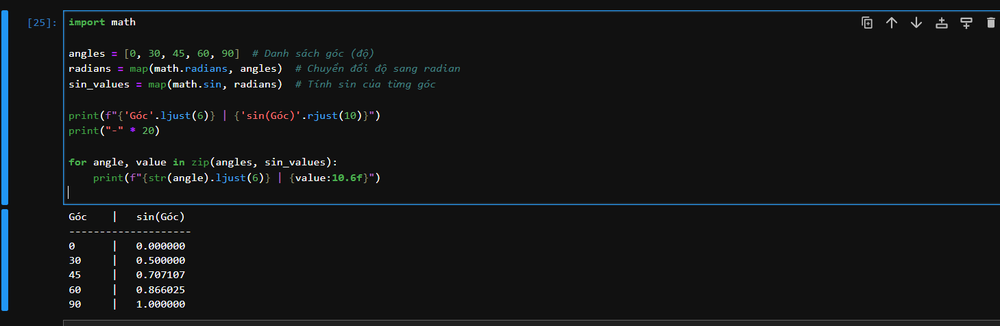 [25]:
import math
angles = [0, 30, 45, 60, 90]  # Danh sách góc (độ)
radians = map(math.radians, angles)  # Chuyển đổi độ sang radian
sin_values = map(math.sin, radians)  # Tính sin của từng góc
print(f"{'Góc'.ljust(6)} | {'sin(Góc)'.rjust(10)}")
print("-" * 20)
for angle, value in zip(angles, sin_values):
    print(f"{str(angle).ljust(6)} | {value:10.6f}")
Góc    |   sin(Góc)
--------------------
0      |   0.000000
30     |   0.500000
45     |   0.707107
60     |   0.866025
90     |   1.000000